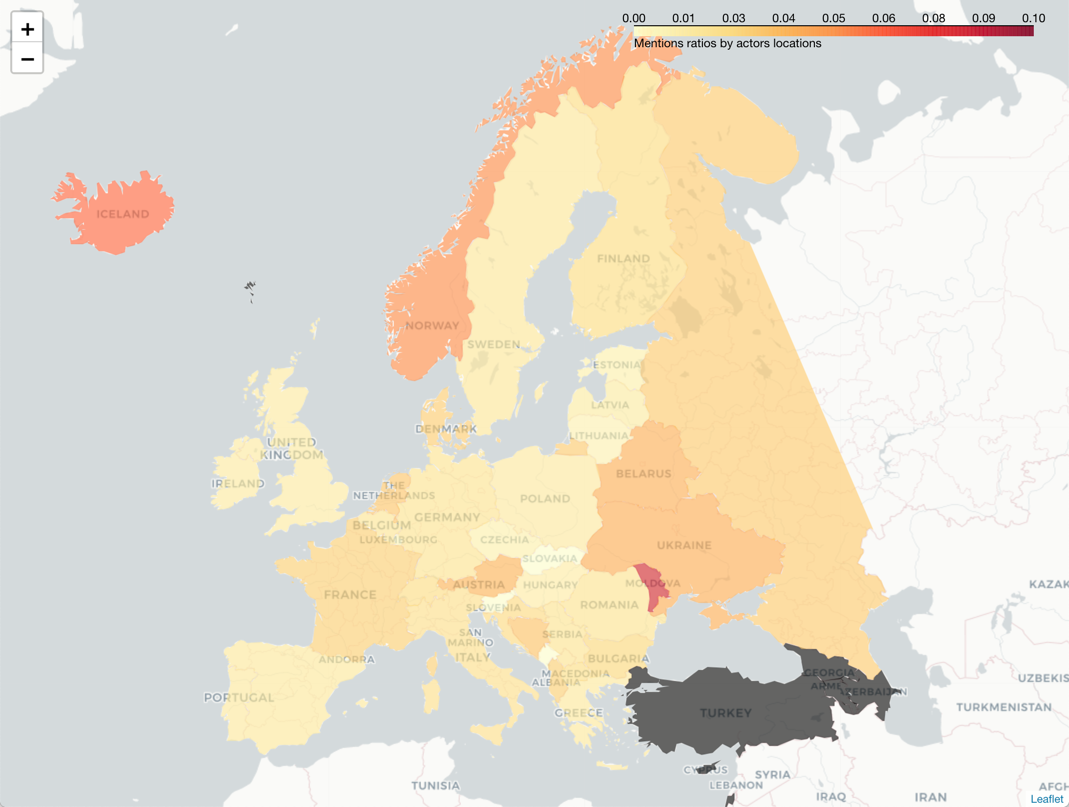 +
−
0.00 0.01 0.03 0.04 0.05 0.06 0.08 0.09 0.10
Mentions ratios by actors locations
ICELAND
FINLAND
NORWAY
SWEDEN
ESTONIA
LATVIA
DENMARK
LITHUANIA
UNITED
KINGDOM
BELARUS
IRELAND
THE
NETHERLANDS
POLAND
GERMANY
BELGIUM
LUXEMBOURG
CZECHIA
UKRAINE
SLOVAKIA
AUSTRIA
HUNGARY
MOLDOVA
KAZAK
FRANCE
ROMANIA
SLOVENIA
SAN
MARINO
SERBIA
ITALY
ANDORRA
BULGARIA
MACEDONIA
ALBANIA
GEORGIA
ARME
AZERBAIJAN
UZBEKIS
PORTUGAL
GREECE
TURKEY
TURKMENISTAN
CYPRUS
SYRIA
LEBANON
TUNISIA
IRAQ
IRAN
AFGH
Leaflet